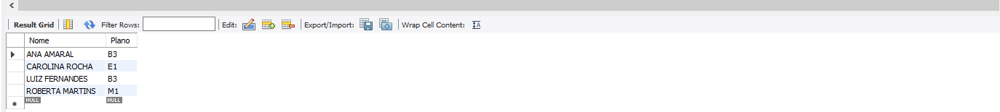 Result Grid Filter Rows: Edit: Export/Import: Wrap Cell Content: IA
Nome Plano
ANA AMARAL B3
CAROLINA ROCHA E1
LUIZ FERNANDES B3
ROBERTA MARTINS M1
NULL NULL